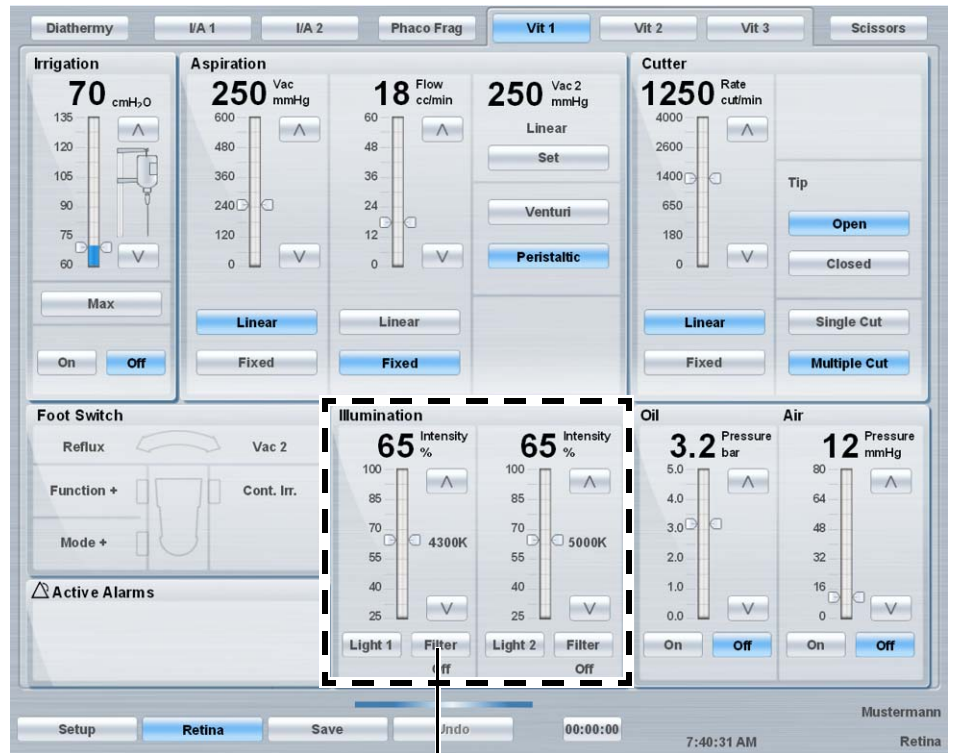 Diathermy I/A 1 I/A 2 Phaco Frag Vit 1 Vit 2 Vit 3 Scissors
Irrigation Aspiration Cutter
70 cmH₂O 250 Vac mmHg 18 Flow cc/min 250 Vac 2 mmHg 1250 Rate cut/min
135 600 60 Linear 4000
120 480 48 Set 2600
105 360 36 1400 Tip
90 240 24 Venturi 650 Open
75 120 12 Peristaltic 180
60 0 0 0 Closed
Max Linear Linear Linear Single Cut
On Off Fixed Fixed Fixed Multiple Cut
Foot Switch
Reflux Vac 2
Function + Cont. Irr.
Mode +
Active Alarms
Illumination
65 Intensity % 65 Intensity %
100 100
85 85
70 70
4300K 5000K
55 55
40 40
25 25
Light 1 Filter Light 2 Filter
Off Off
Oil Air
3.2 Pressure bar 12 Pressure mmHg
5.0 80
4.0 64
3.0 48
2.0 32
1.0 16
0.0 0
On Off On Off
Setup Retina Save Undo 00:00:00 Mustermann
7:40:31 AM Retina